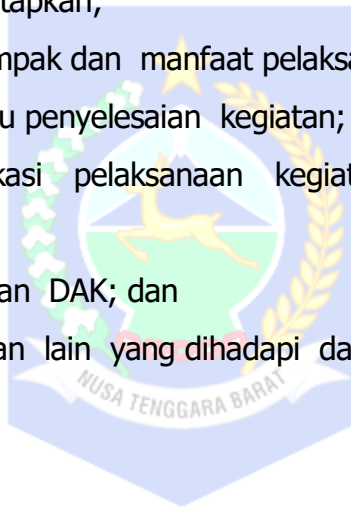 tapkan;
mpak dan manfaat pelaksa
u penyelesaian kegiatan;
kasi pelaksanaan kegiat
an DAK; dan
an lain yang dihadapi da
NUSA TENGGARA BARAT